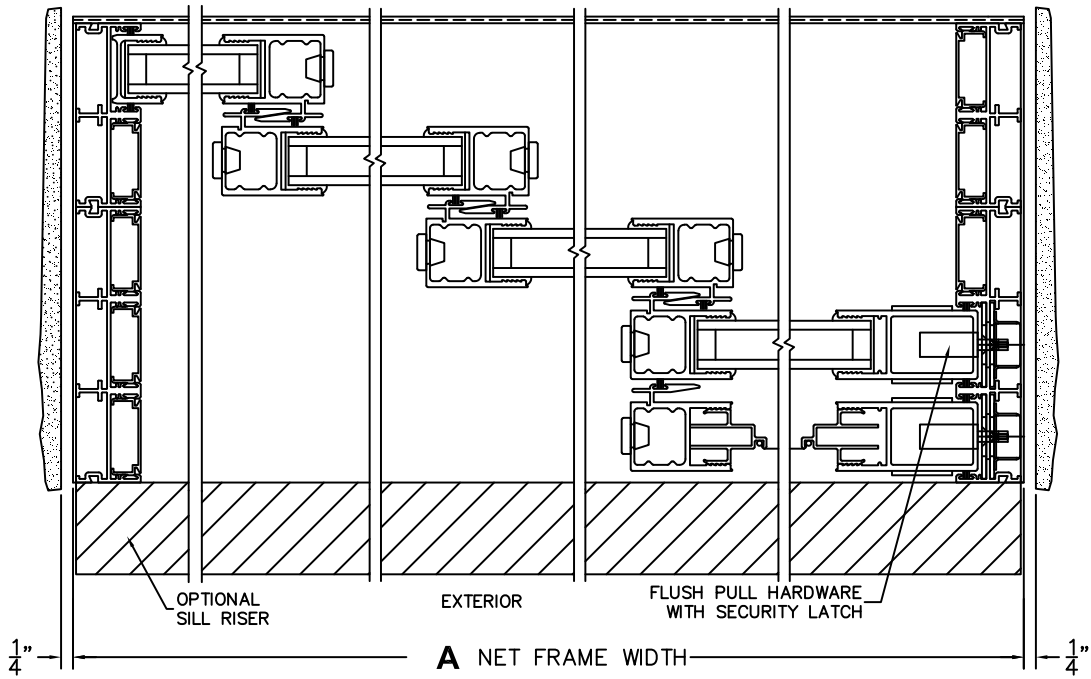 OPTIONAL
SILL RISER
EXTERIOR
FLUSH PULL HARDWARE
WITH SECURITY LATCH
1/4"
A NET FRAME WIDTH
1/4"